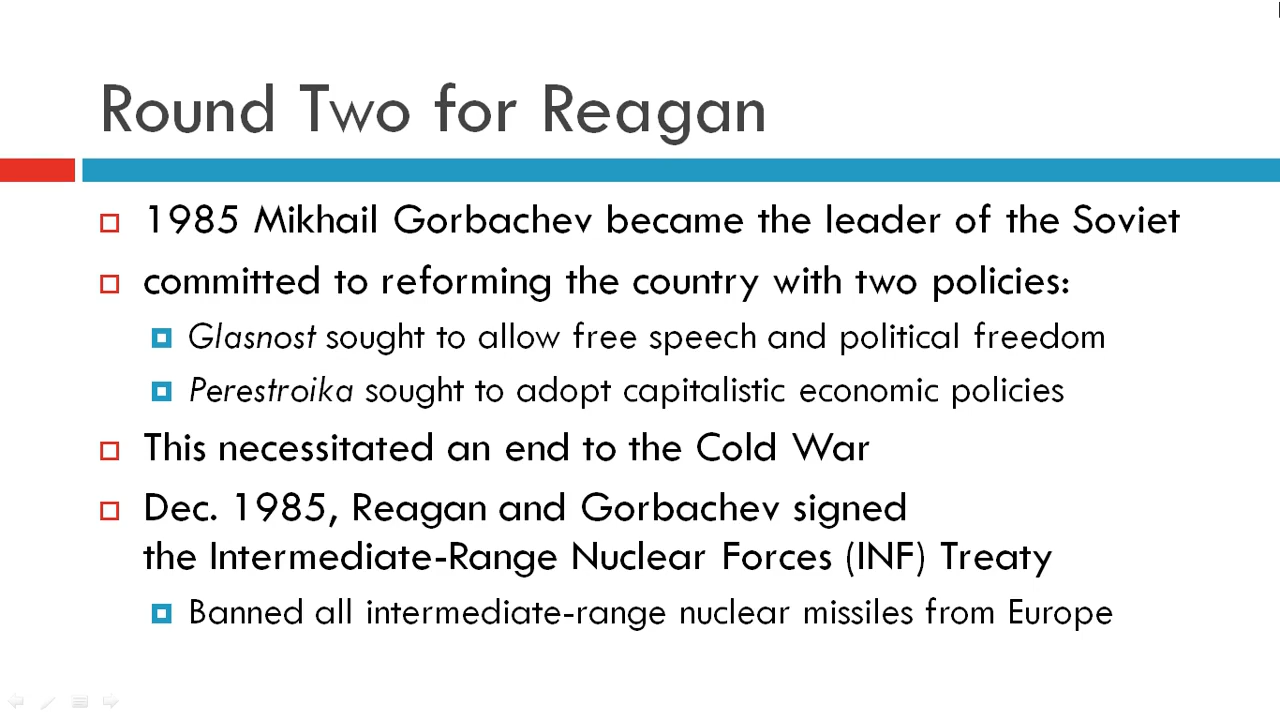 Round Two for Reagan
1985 Mikhail Gorbachev became the leader of the Soviet
committed to reforming the country with two policies:
Glasnost sought to allow free speech and political freedom
Perestroika sought to adopt capitalistic economic policies
This necessitated an end to the Cold War
Dec. 1985, Reagan and Gorbachev signed
the Intermediate-Range Nuclear Forces (INF) Treaty
Banned all intermediate-range nuclear missiles from Europe